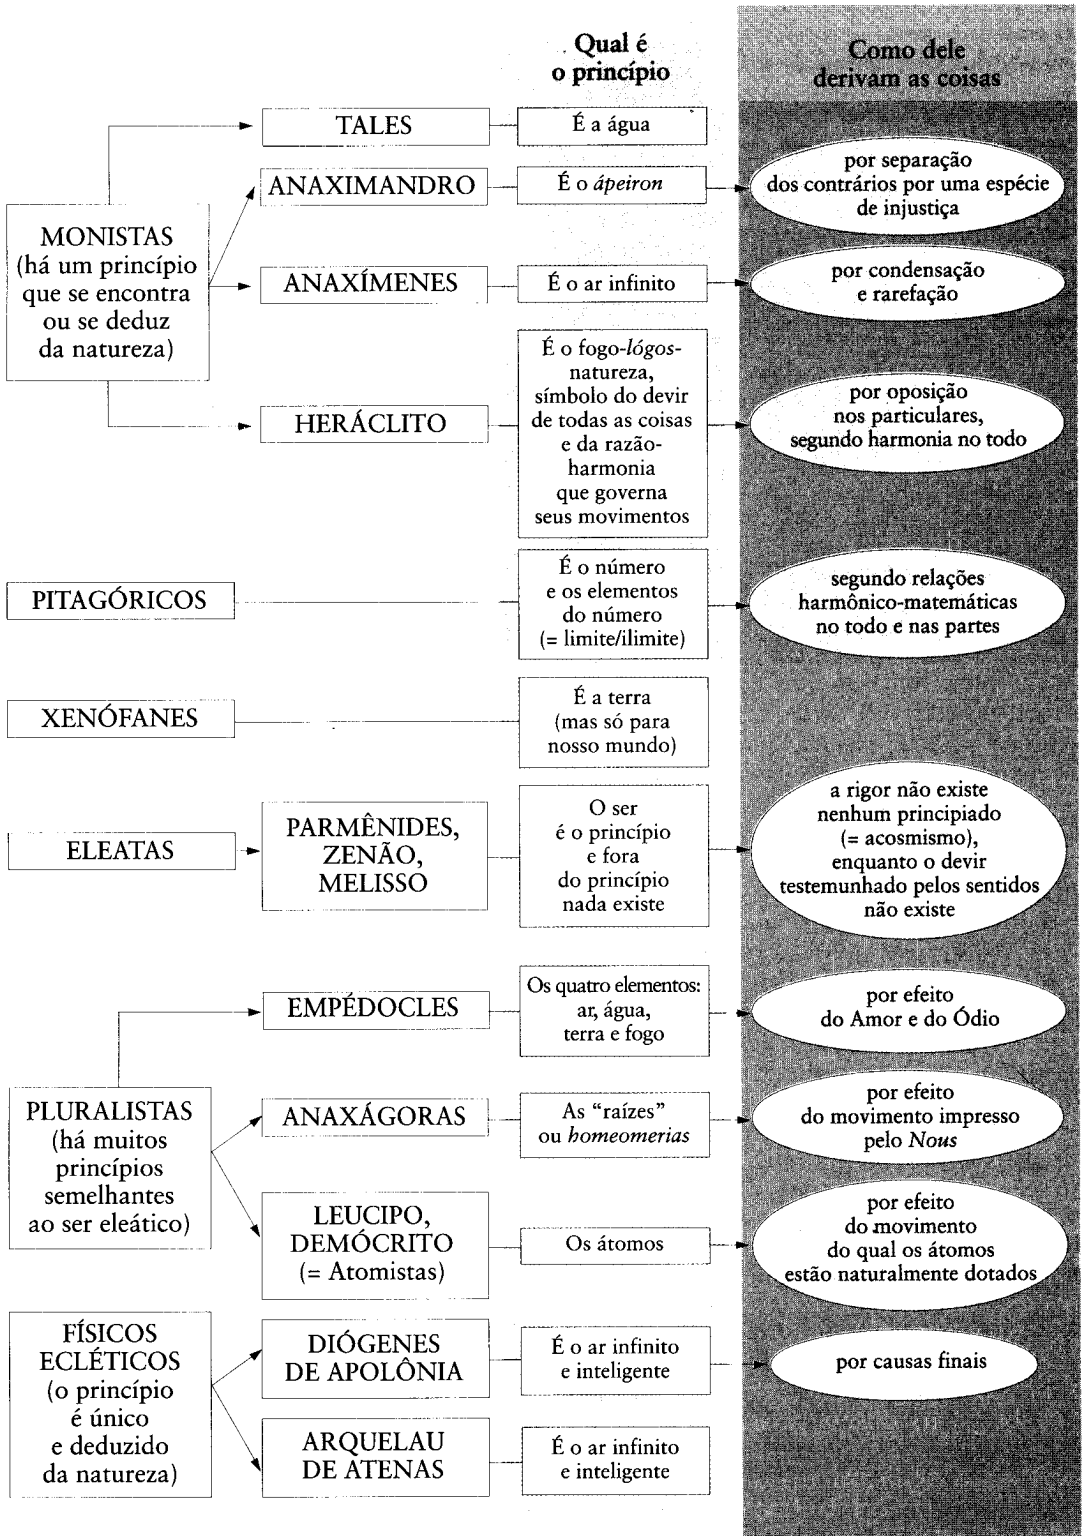 Qual é
o princípio
Como dele
derivam as coisas
TALES
É a água
ANAXIMANDRO
É o ápeiron
por separação
dos contrários por uma espécie
de injustiça
MONISTAS
(há um princípio
que se encontra
ou se deduz
da natureza)
ANAXÍMENES
É o ar infinito
por condensação
e rarefação
HERÁCLITO
É o fogo-lógos-
natureza,
símbolo do devir
de todas as coisas
e da razão-
harmonia
que governa
seus movimentos
por oposição
nos particulares,
segundo harmonia no todo
PITAGÓRICOS
É o número
e os elementos
do número
(= limite/ilimite)
segundo relações
harmônico-matemáticas
no todo e nas partes
XENÓFANES
É a terra
(mas só para
nosso mundo)
ELEATAS
PARMÊNIDES,
ZENÃO,
MELISSO
O ser
é o princípio
e fora
do princípio
nada existe
a rigor não existe
nenhum principiado
(= acosmismo),
enquanto o devir
testemunhado pelos sentidos
não existe
EMPÉDOCLES
Os quatro elementos:
ar, água,
terra e fogo
por efeito
do Amor e do Ódio
PLURALISTAS
(há muitos
princípios
semelhantes
ao ser eleático)
ANAXÁGORAS
As “raízes”
ou homeomerias
por efeito
do movimento impresso
pelo Nous
LEUCIPO,
DEMÓCRITO
(= Atomistas)
Os átomos
por efeito
do movimento
do qual os átomos
estão naturalmente dotados
FÍSICOS
ECLÉTICOS
(o princípio
é único
e deduzido
da natureza)
DIÓGENES
DE APOLÔNIA
É o ar infinito
e inteligente
por causas finais
ARQUELAU
DE ATENAS
É o ar infinito
e inteligente